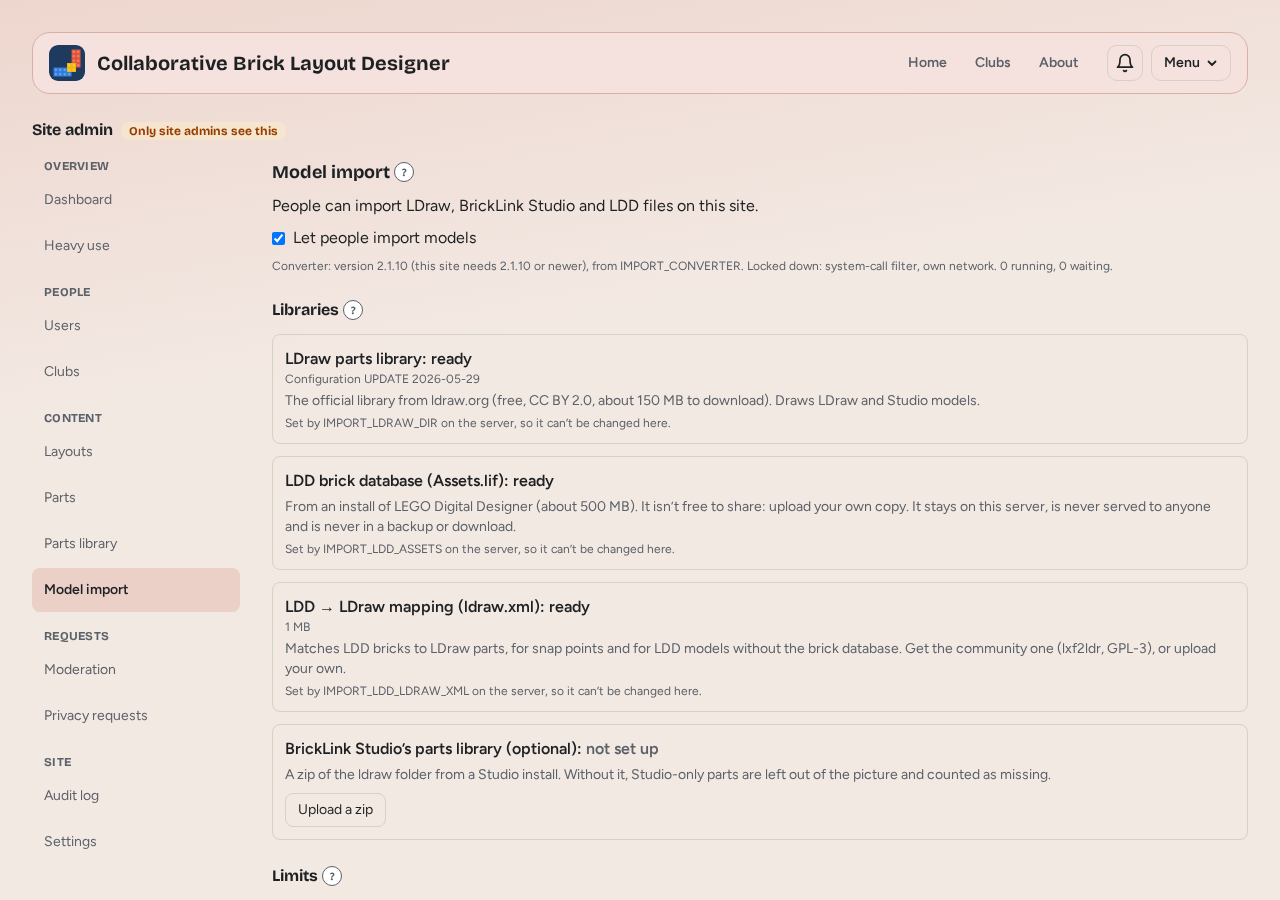 Collaborative Brick Layout Designer
Home
Clubs
About
Menu
Site admin
Only site admins see this
OVERVIEW
Dashboard
Heavy use
PEOPLE
Users
Clubs
CONTENT
Layouts
Parts
Parts library
Model import
REQUESTS
Moderation
Privacy requests
SITE
Audit log
Settings
Model import ?
People can import LDraw, BrickLink Studio and LDD files on this site.
Let people import models
Converter: version 2.1.10 (this site needs 2.1.10 or newer), from IMPORT_CONVERTER. Locked down: system-call filter, own network. 0 running, 0 waiting.
Libraries ?
LDraw parts library: ready
Configuration UPDATE 2026-05-29
The official library from ldraw.org (free, CC BY 2.0, about 150 MB to download). Draws LDraw and Studio models.
Set by IMPORT_LDRAW_DIR on the server, so it can’t be changed here.
LDD brick database (Assets.lif): ready
From an install of LEGO Digital Designer (about 500 MB). It isn’t free to share: upload your own copy. It stays on this server, is never served to anyone
and is never in a backup or download.
Set by IMPORT_LDD_ASSETS on the server, so it can’t be changed here.
LDD → LDraw mapping (ldraw.xml): ready
1 MB
Matches LDD bricks to LDraw parts, for snap points and for LDD models without the brick database. Get the community one (lxf2ldr, GPL-3), or upload
your own.
Set by IMPORT_LDD_LDRAW_XML on the server, so it can’t be changed here.
BrickLink Studio’s parts library (optional): not set up
A zip of the ldraw folder from a Studio install. Without it, Studio-only parts are left out of the picture and counted as missing.
Upload a zip
Limits ?